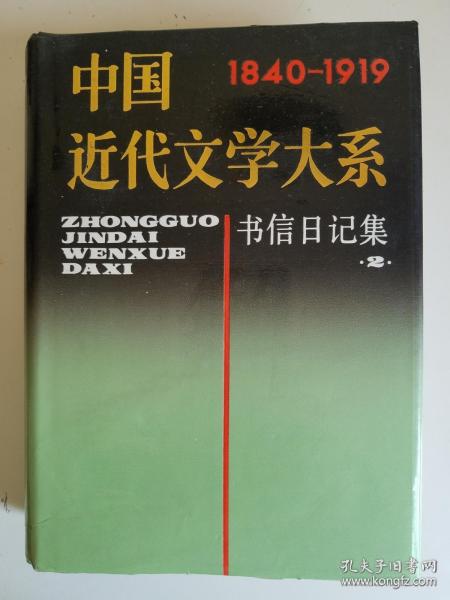 中国
1840-1919
近代文学大系
ZHONGGUO
JINDAI
WENXUE
DAXI
书信日记集
·2·
孔夫子旧书网
www.kongfz.com